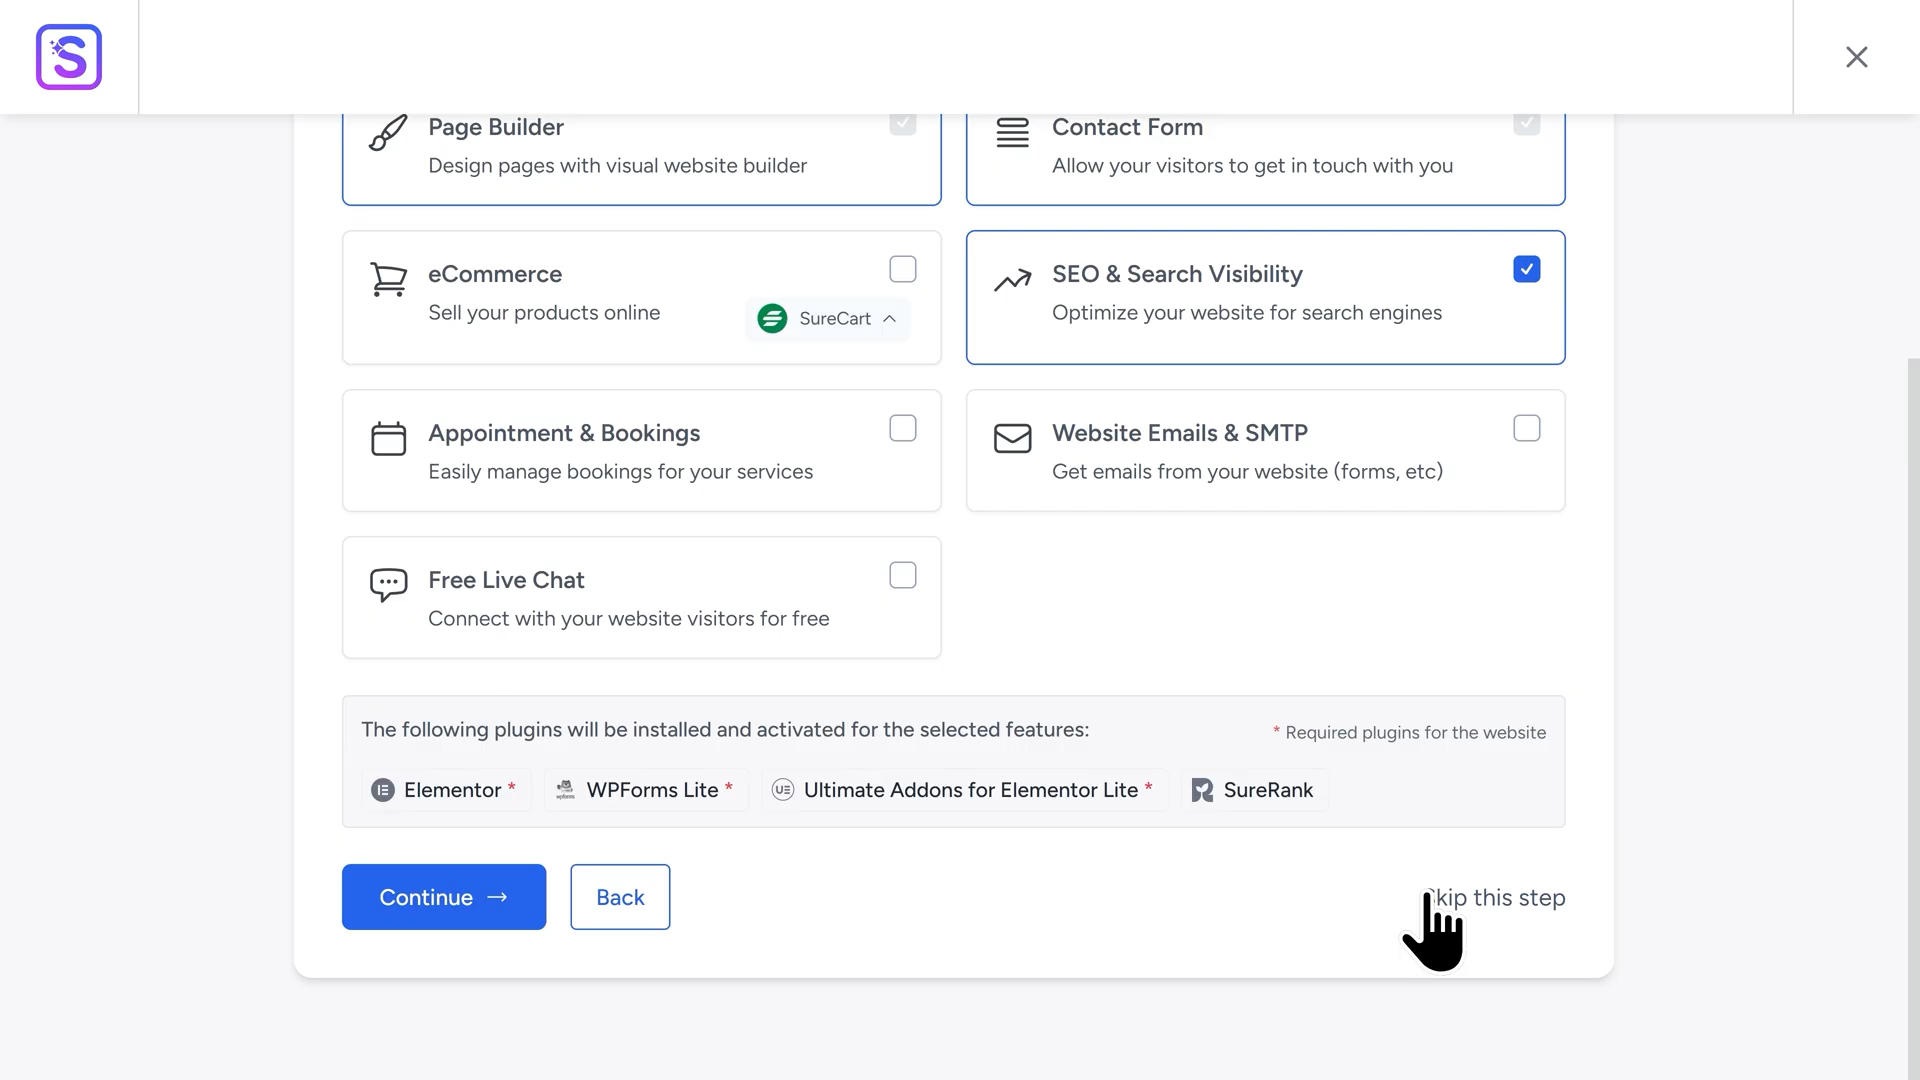 S
Page Builder
Design pages with visual website builder
Contact Form
Allow your visitors to get in touch with you
eCommerce
Sell your products online
SureCart
SEO & Search Visibility
Optimize your website for search engines
Appointment & Bookings
Easily manage bookings for your services
Website Emails & SMTP
Get emails from your website (forms, etc)
Free Live Chat
Connect with your website visitors for free
The following plugins will be installed and activated for the selected features:
* Required plugins for the website
Elementor *
WPForms Lite *
Ultimate Addons for Elementor Lite *
SureRank
Continue →
Back
this step